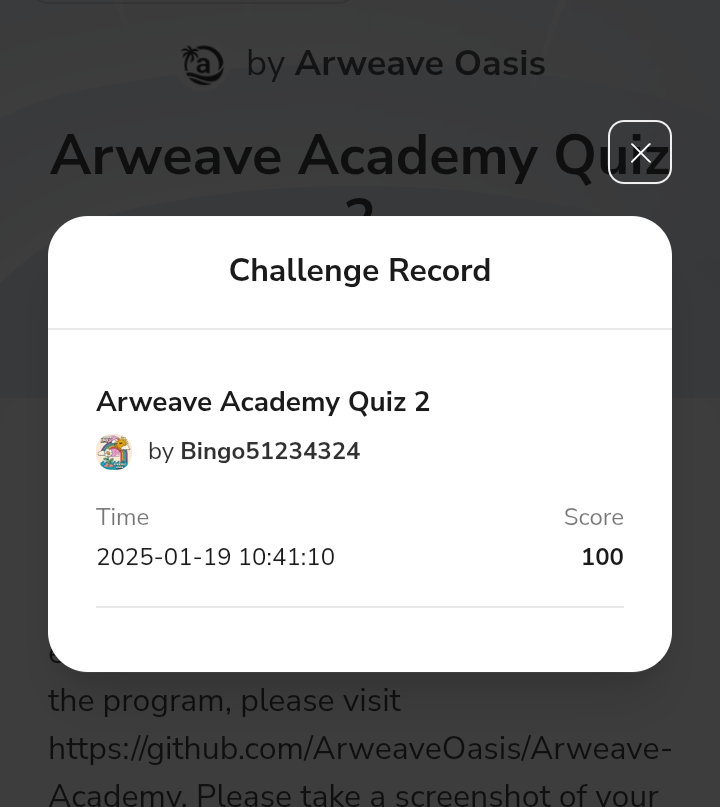 by Arweave Oasis
Arweave Academy Quiz
2
Challenge Record
Arweave Academy Quiz 2
by Bingo51234324
Time
Score
2025-01-19 10:41:10
100
the program, please visit
https://github.com/ArweaveOasis/Arweave-
Academy. Please take a screenshot of your